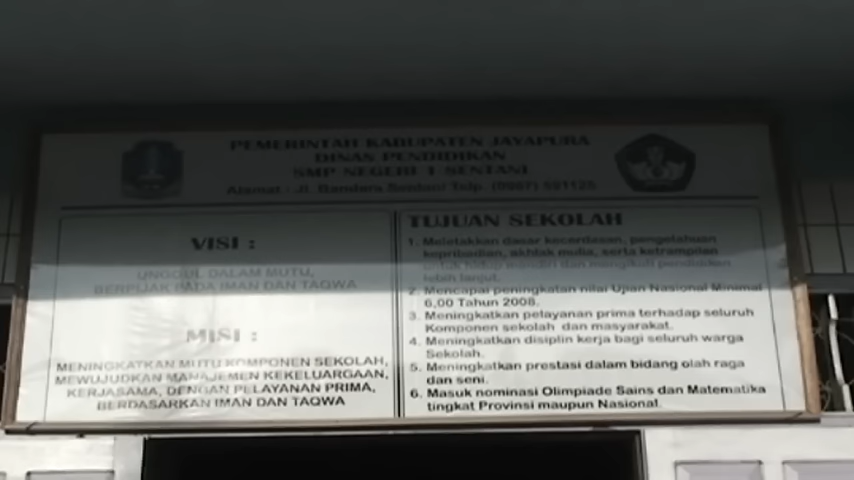 PEMERINTAH KABUPATEN JAYAPURA
DINAS PENDIDIKAN
SMP NEGERI 1 SENTANI
Alamat : Jl. Bandara Sentani Telp. (0967) 591125
VISI :
UNGGUL DALAM MUTU,
BERPIJAK PADA IMAN DAN TAQWA
MISI :
MENINGKATKAN MUTU KOMPONEN SEKOLAH,
MEWUJUDKAN MANAJEMEN KEKELUARGAAN,
KERJASAMA, DENGAN PELAYANAN PRIMA,
BERDASARKAN IMAN DAN TAQWA
TUJUAN SEKOLAH
1. Meletakkan dasar kecerdasan, pengetahuan
kepribadian, akhlak mulia, serta ketrampilan
untuk hidup mandiri dan mengikuti pendidikan
lebih lanjut.
2. Mencapai peningkatan nilai Ujian Nasional Minimal
6,00 Tahun 2008.
3. Meningkatkan pelayanan prima terhadap seluruh
Komponen sekolah dan masyarakat.
4. Meningkatkan disiplin kerja bagi seluruh warga
Sekolah.
5. Meningkatkan prestasi dalam bidang olah raga
dan seni.
6. Masuk nominasi Olimpiade Sains dan Matematika
tingkat Provinsi maupun Nasional.